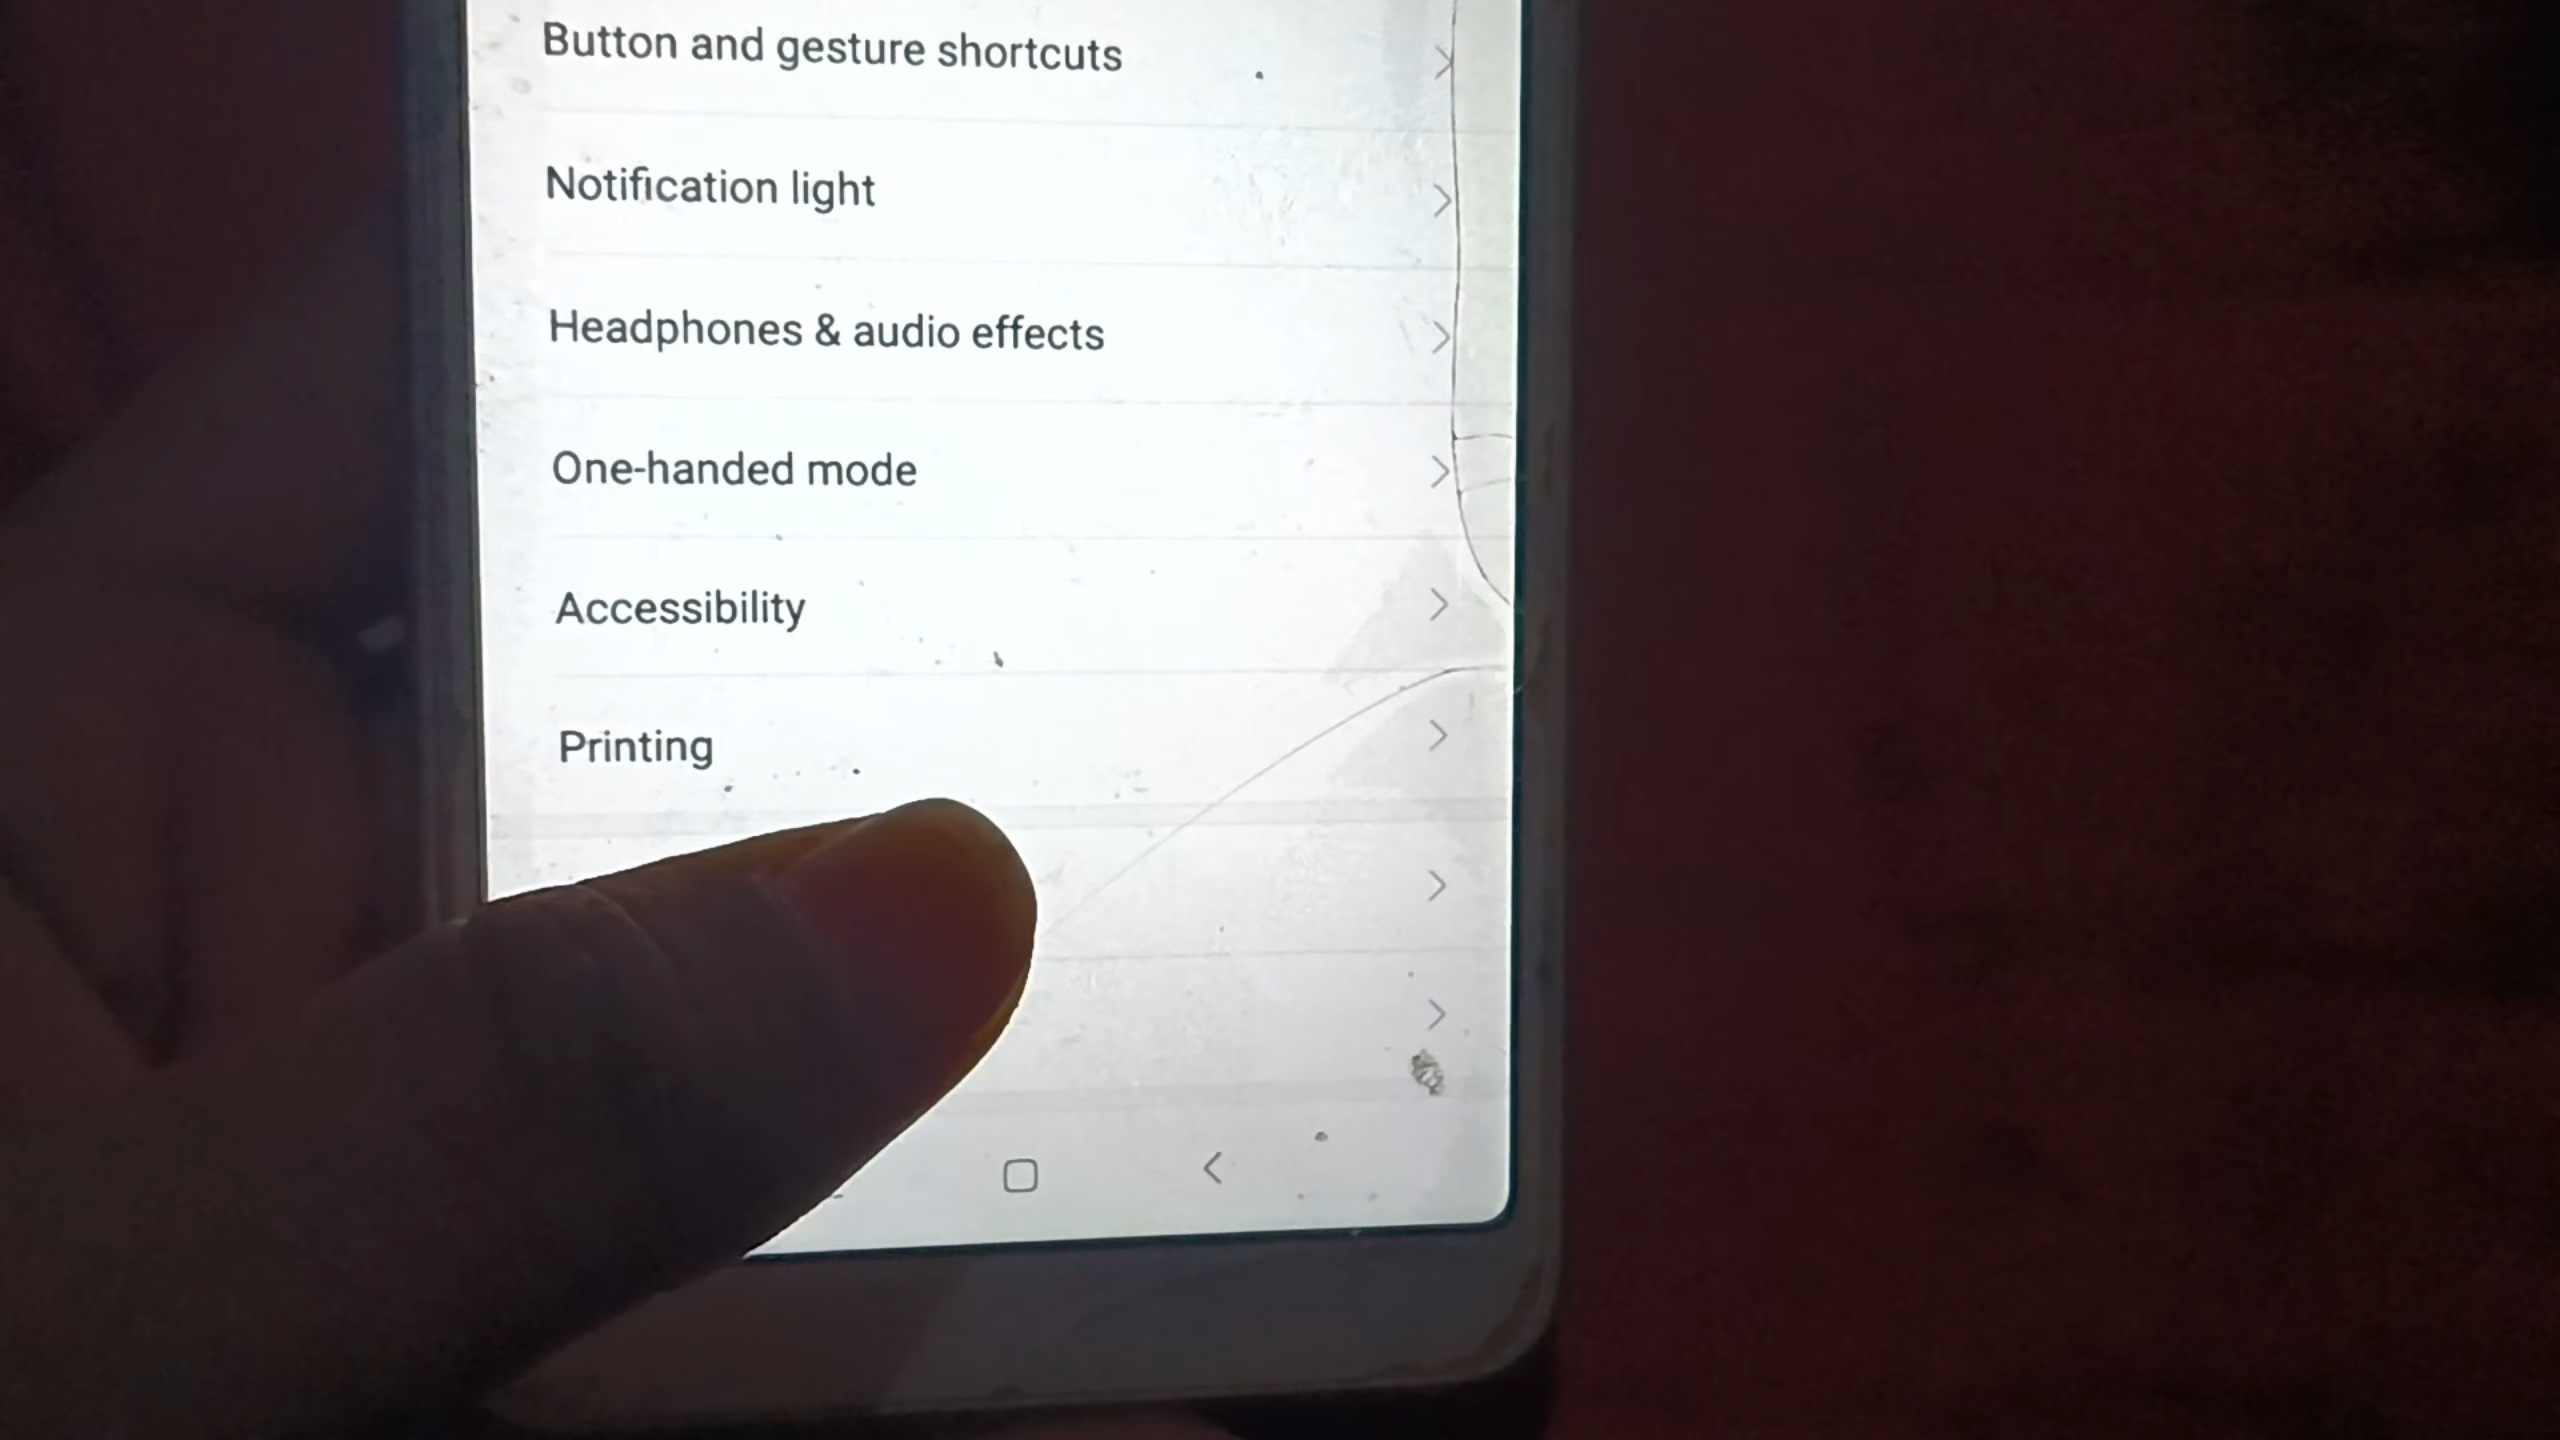 Button and gesture shortcuts
Notification light
Headphones & audio effects
One-handed mode
Accessibility
Printing